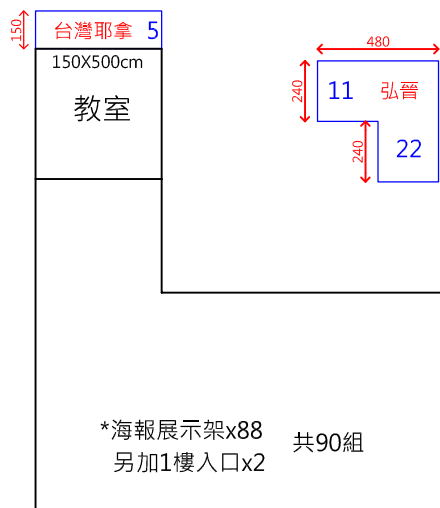 150
台灣耶拿 5
150X500cm
教室
480
240
11 弘晉
240
22
*海報展示架x88
另加1樓入口x2
共90組